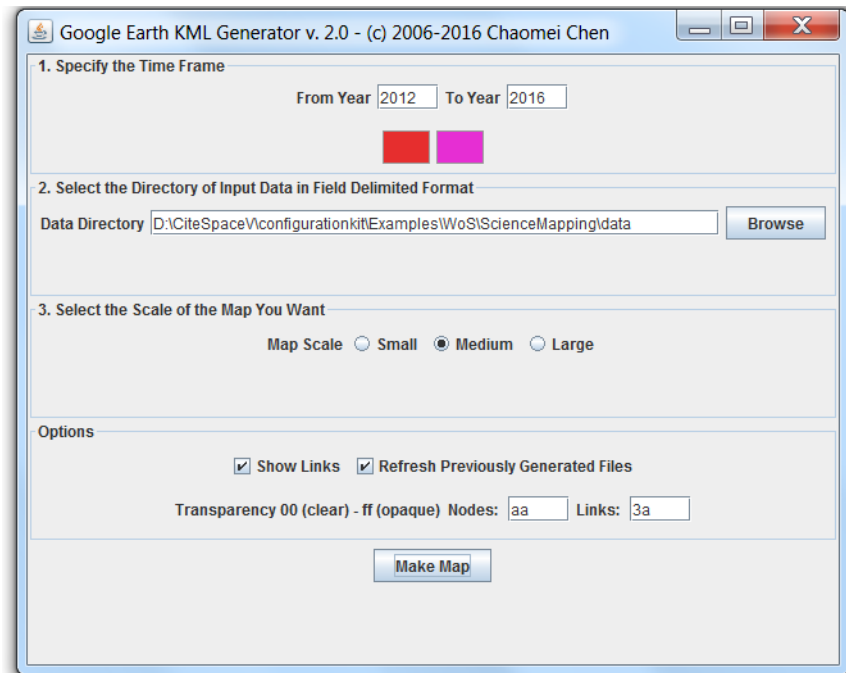 Google Earth KML Generator v. 2.0 - (c) 2006-2016 Chaomei Chen
1. Specify the Time Frame
From Year 2012 To Year 2016
2. Select the Directory of Input Data in Field Delimited Format
Data Directory D:\CiteSpaceV\configurationkit\Examples\WoS\ScienceMapping\data Browse
3. Select the Scale of the Map You Want
Map Scale Small Medium Large
Options
Show Links Refresh Previously Generated Files
Transparency 00 (clear) - ff (opaque) Nodes: aa Links: 3a
Make Map